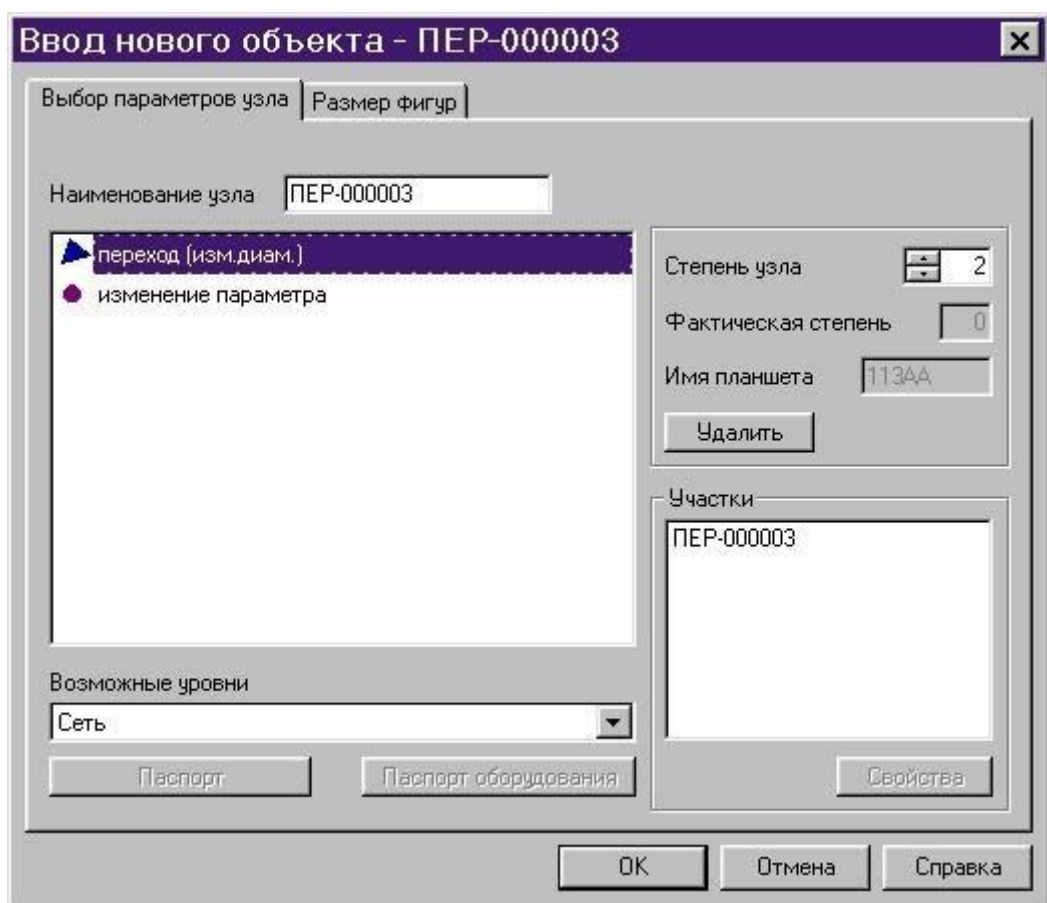 Ввод нового объекта - ПЕР-000003
Выбор параметров узла
Размер фигур
Наименование узла
ПЕР-000003
переход (изм.диам.)
изменение параметра
Степень узла
2
Фактическая степень
0
Имя планшета
113АА
Удалить
Участки
ПЕР-000003
Возможные уровни
Сеть
Паспорт
Паспорт оборудования
Свойства
OK
Отмена
Справка